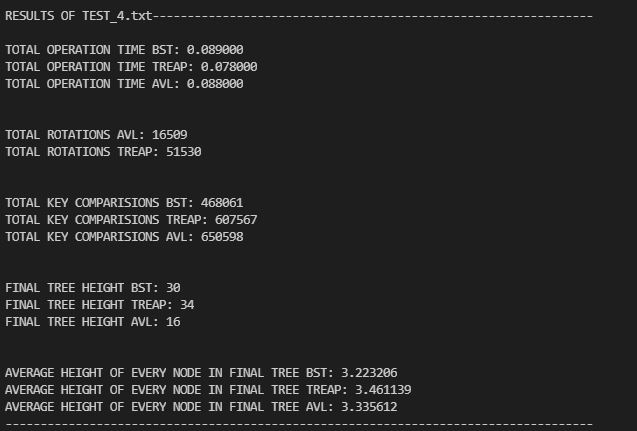 RESULTS OF TEST_4.txt---------------------------------------------------------------
TOTAL OPERATION TIME BST: 0.089000
TOTAL OPERATION TIME TREAP: 0.078000
TOTAL OPERATION TIME AVL: 0.088000
TOTAL ROTATIONS AVL: 16509
TOTAL ROTATIONS TREAP: 51530
TOTAL KEY COMPARISIONS BST: 468061
TOTAL KEY COMPARISIONS TREAP: 607567
TOTAL KEY COMPARISIONS AVL: 650598
FINAL TREE HEIGHT BST: 30
FINAL TREE HEIGHT TREAP: 34
FINAL TREE HEIGHT AVL: 16
AVERAGE HEIGHT OF EVERY NODE IN FINAL TREE BST: 3.223206
AVERAGE HEIGHT OF EVERY NODE IN FINAL TREE TREAP: 3.461139
AVERAGE HEIGHT OF EVERY NODE IN FINAL TREE AVL: 3.335612
------------------------------------------------------------------------------------